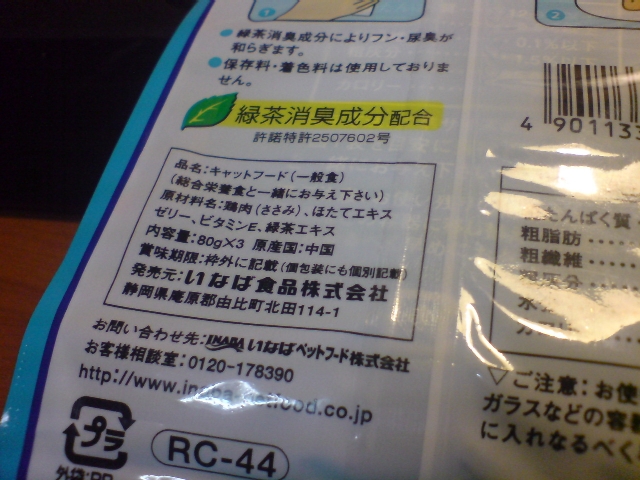 1
2
● 緑茶消臭成分によりフン・尿臭が
和らぎます。
● 保存料・着色料は使用しておりま
せん。
緑茶消臭成分配合
許諾特許2507602号
4 901133
品名：キャットフード（一般食）
（総合栄養食と一緒にお与え下さい）
原材料名：鶏肉（ささみ）、ほたてエキス
ゼリー、ビタミンE、緑茶エキス
内容量：80g×3 原産国：中国
賞味期限：枠外に記載（個包装にも個別記載）
発売元：いなば食品株式会社
静岡県庵原郡由比町北田114-1
お問い合わせ先：INABA いなばペットフード株式会社
お客様相談室：0120-178390
http://www.inaba-petfood.co.jp
プラ
外袋:PP
RC-44
たんぱく質
粗脂肪……
粗繊維……
▽ご注意：お使
ガラスなどの容
に入れなるべく